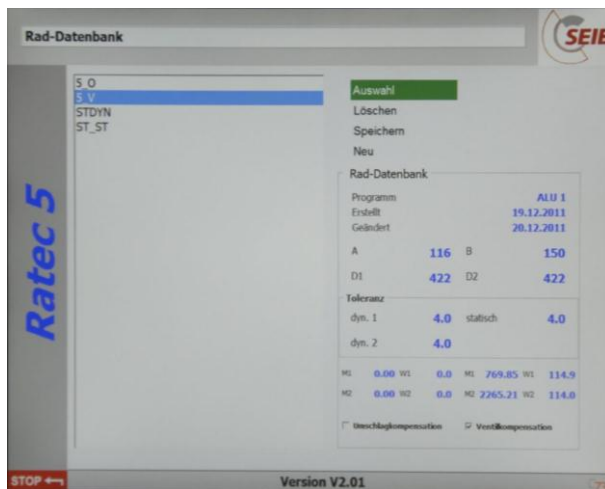 Rad-Datenbank
SEIB
5_O
5_V
STDYN
ST_ST
Auswahl
Löschen
Speichern
Neu
Rad-Datenbank
Programm ALU 1
Erstellt 19.12.2011
Geändert 20.12.2011
A 116 B 150
D1 422 D2 422
Toleranz
dyn. 1 4.0 statisch 4.0
dyn. 2 4.0
M1 0.00 W1 0.0 M1 769.85 W1 114.9
M2 0.00 W2 0.0 M2 2265.21 W2 114.0
Umschlagkompensation Ventilkompensation
Ratec 5
STOP
Version V2.01